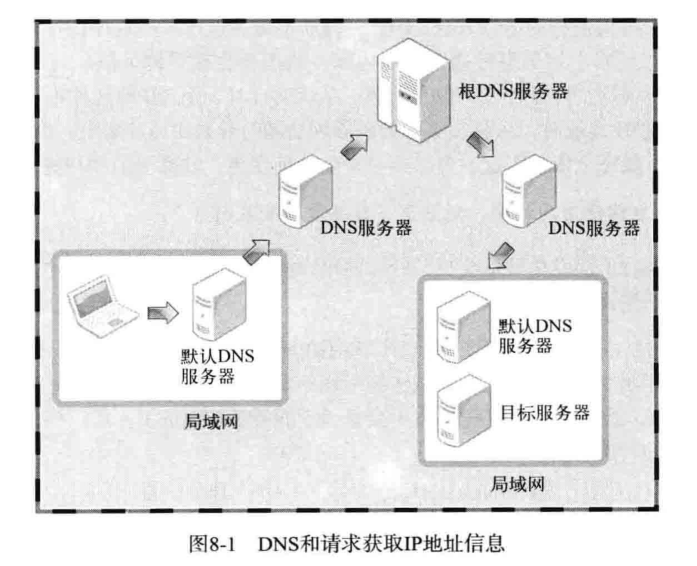 根DNS服务器
DNS服务器
DNS服务器
默认DNS
服务器
局域网
默认DNS
服务器
目标服务器
局域网
图8-1 DNS和请求获取IP地址信息